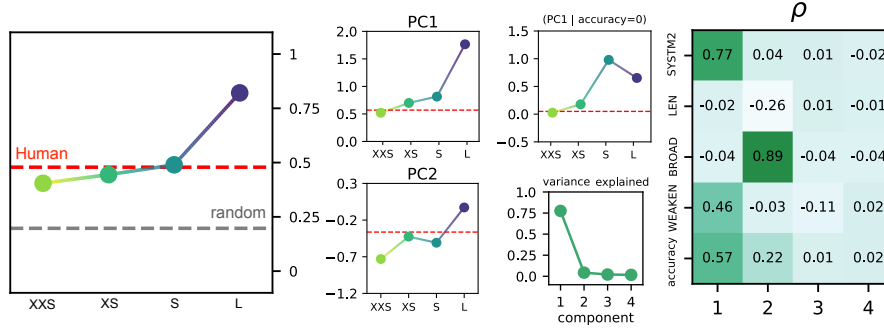 Human
random
1
0.75
0.5
0.25
0
XXS XS S L
PC1
2.0
1.5
1.0
0.5
0.0
XXS XS S L
(PC1 | accuracy=0)
1.5
1.0
0.5
0.0
−0.5
XXS XS S L
PC2
0.3
−0.2
−0.7
−1.2
XXS XS S L
variance explained
1.00
0.75
0.50
0.25
0.0
1 2 3 4
component
ρ
SYSTM2 0.77 0.04 0.01 -0.02
LEN -0.02 -0.26 0.01 -0.01
BROAD -0.04 0.89 -0.04 -0.04
WEAKEN 0.46 -0.03 -0.11 0.02
accuracy 0.57 0.22 0.01 0.02
1 2 3 4